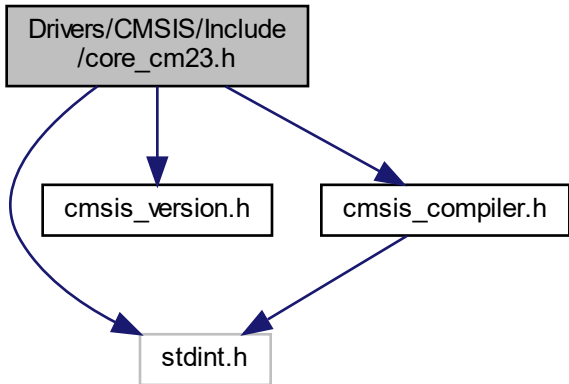 Drivers/CMSIS/Include
/core_cm23.h
cmsis_version.h
cmsis_compiler.h
stdint.h